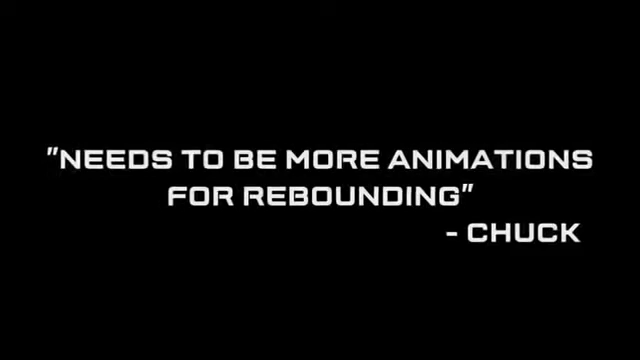 "NEEDS TO BE MORE ANIMATIONS
FOR REBOUNDING"
- CHUCK